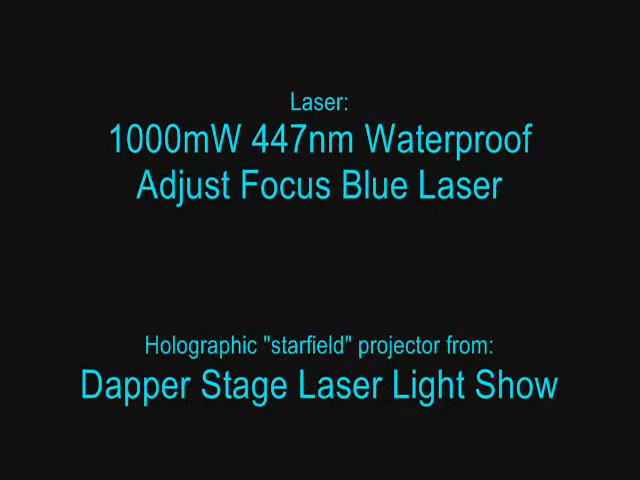 Laser:
1000mW 447nm Waterproof
Adjust Focus Blue Laser
Holographic "starfield" projector from:
Dapper Stage Laser Light Show